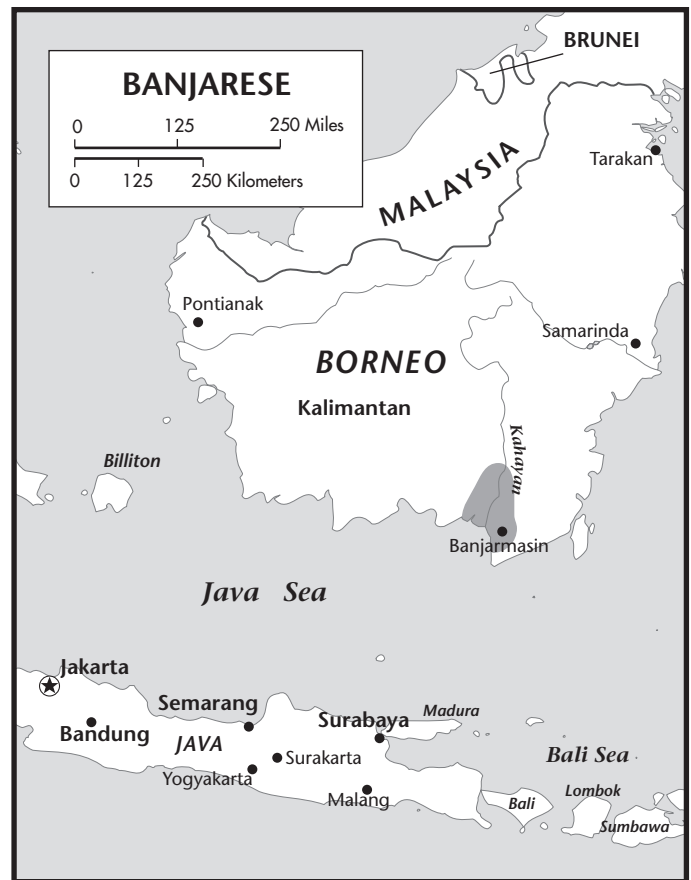 BRUNEI
BANJARESE
0 125 250 Miles
0 125 250 Kilometers
MALAYSIA
Tarakan
Pontianak
Samarinda
BORNEO
Kalimantan
Kahayan
Billiton
Banjarmasin
Java Sea
Jakarta
Semarang
Surabaya
Madura
Bandung
JAVA
Surakarta
Bali Sea
Yogyakarta
Malang
Lombok
Bali
Sumbawa